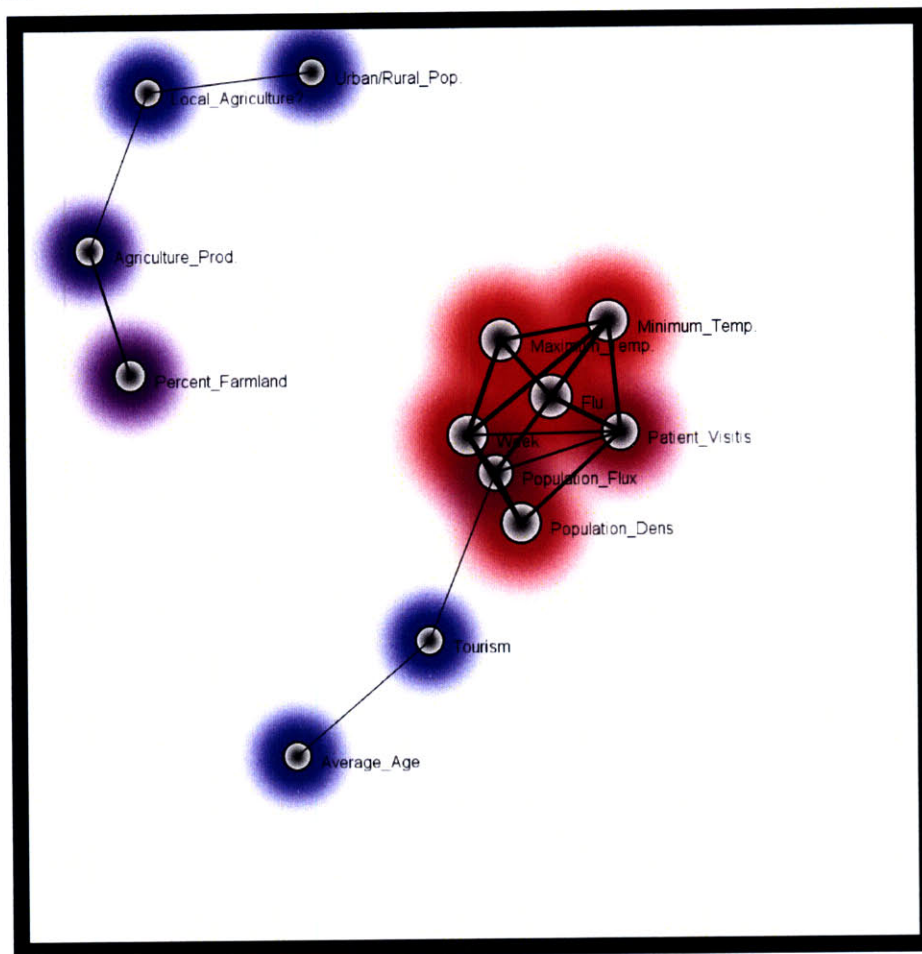 Urban/Rural_Pop.
Local_Agriculture?
Agriculture_Prod.
Percent_Farmland
Minimum_Temp.
Maximum_Temp.
Flu.
Week
Patient_Visitis
Population_Flux
Population_Dens
Tourism
Average_Age